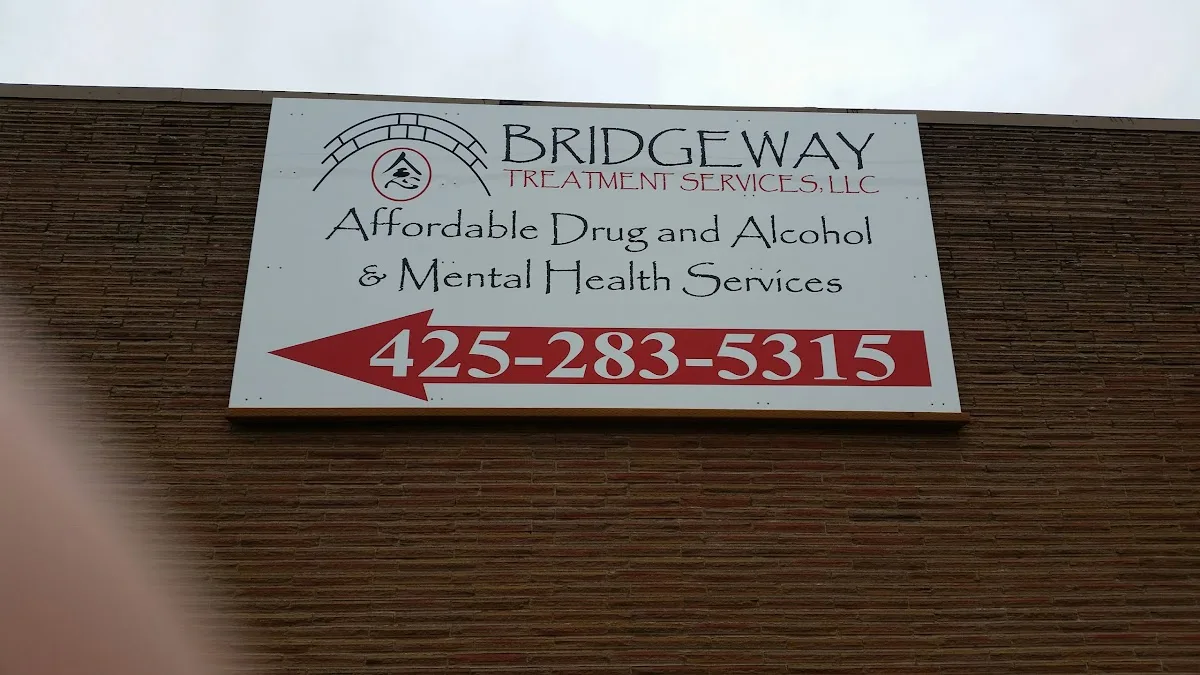 BRIDGEWAY
TREATMENT SERVICES, LLC
Affordable Drug and Alcohol
& Mental Health Services
425-283-5315